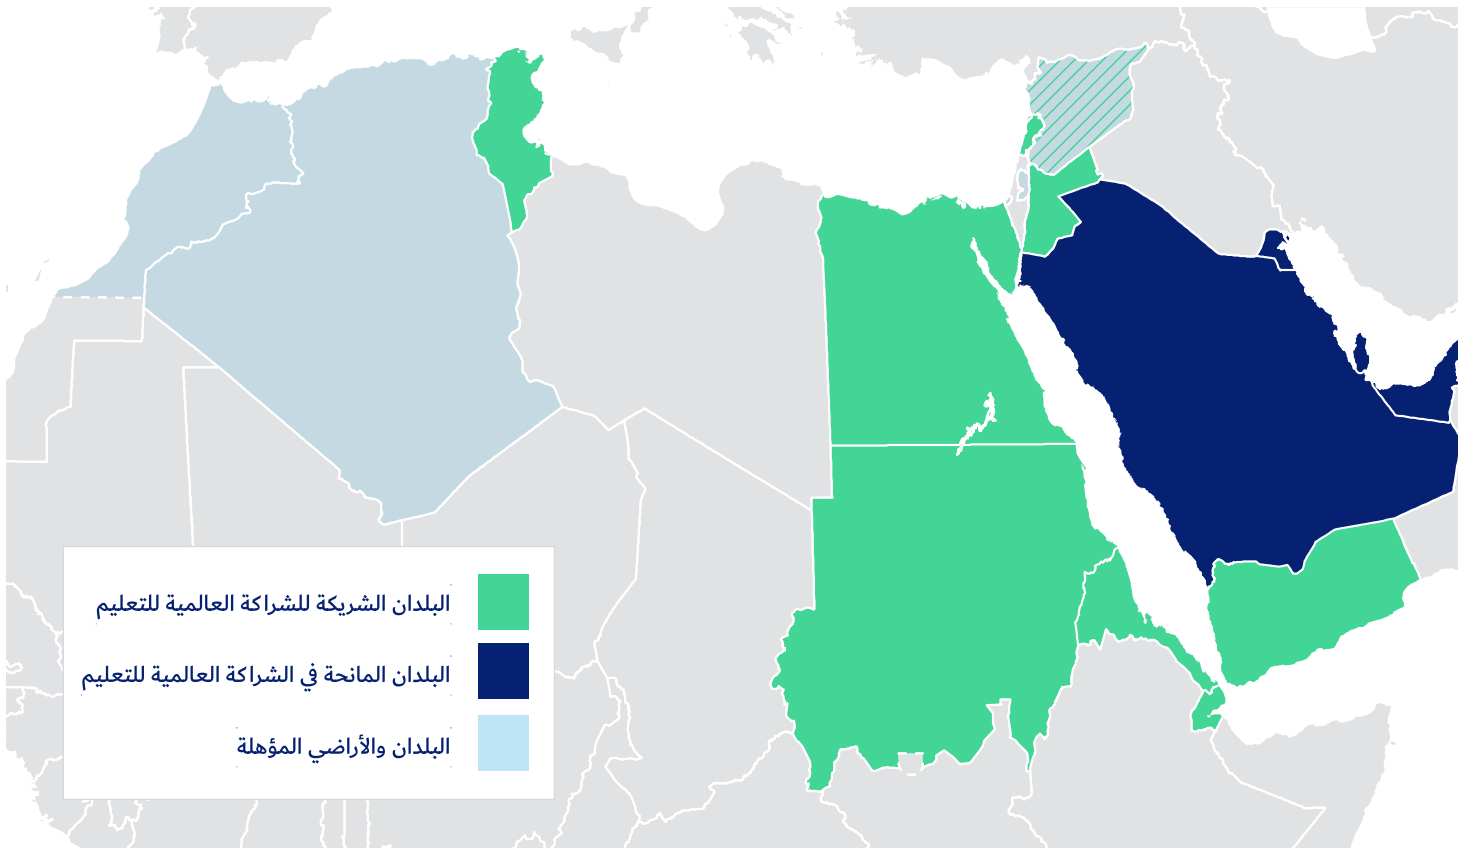 البلدان الشريكة للشراكة العالمية للتعليم
البلدان المانحة في الشراكة العالمية للتعليم
البلدان والأراضي المؤهلة